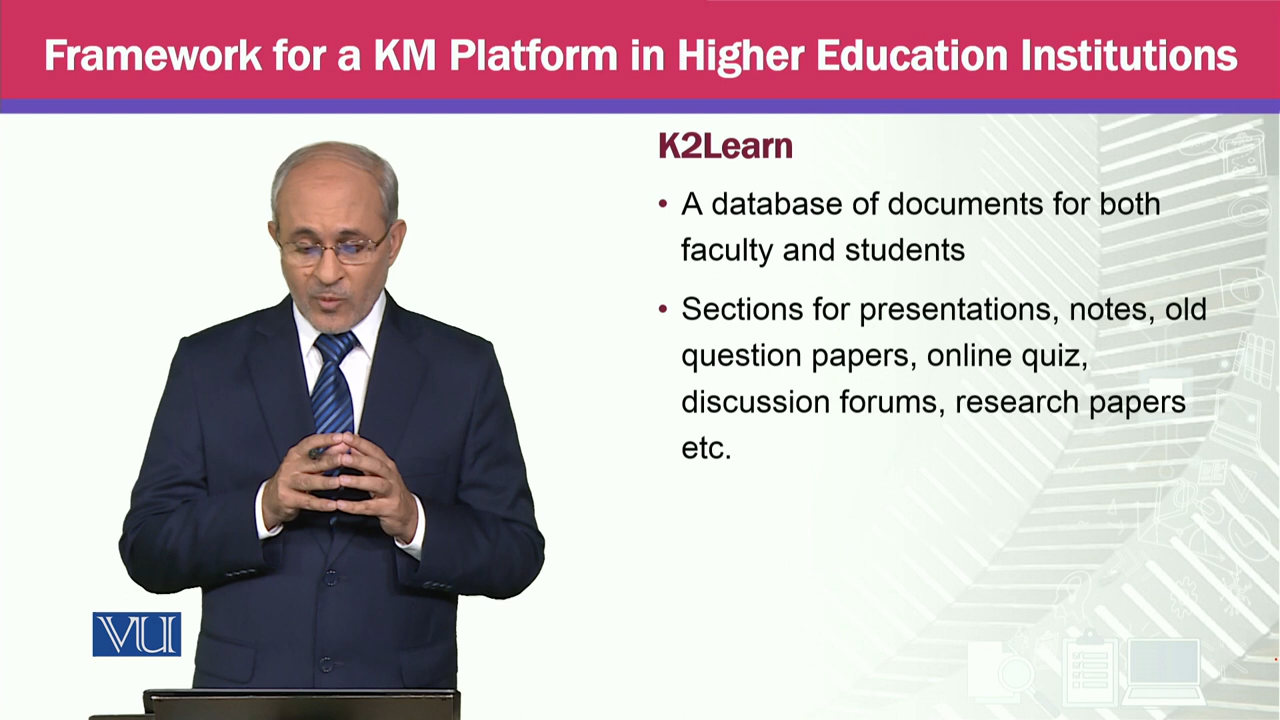 Framework for a KM Platform in Higher Education Institutions
K2Learn
• A database of documents for both
faculty and students
• Sections for presentations, notes, old
question papers, online quiz,
discussion forums, research papers
etc.
VU